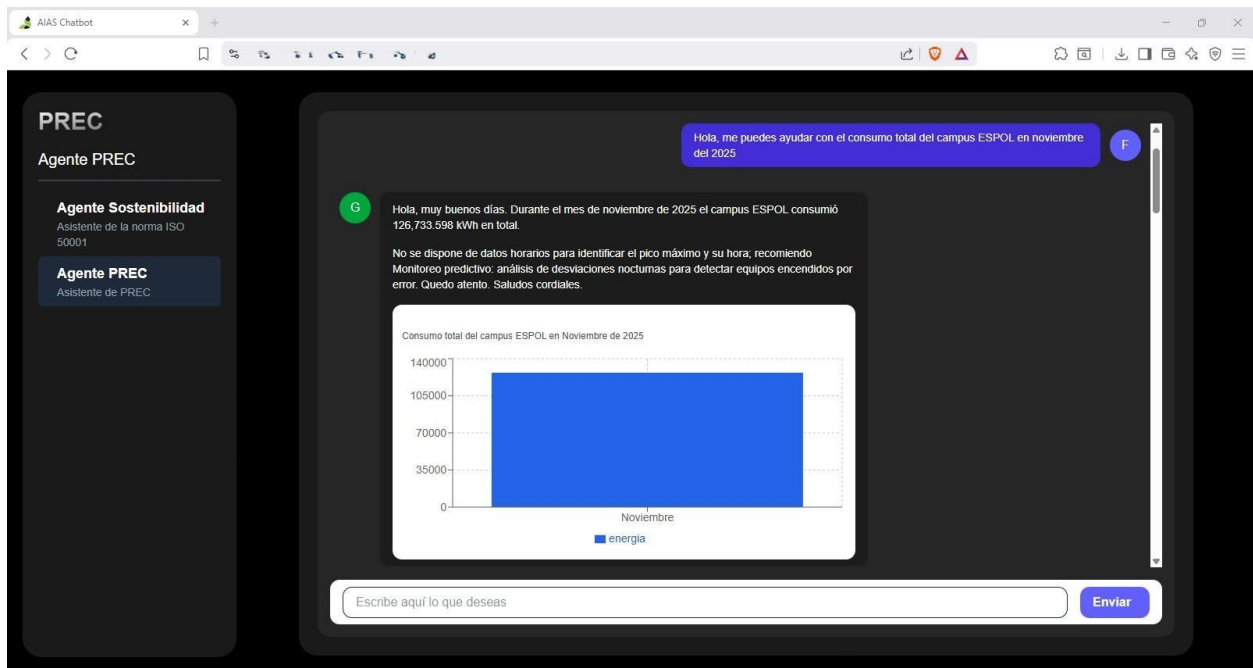 AIAS Chatbot
PREC
Agente PREC
Agente Sostenibilidad
Asistente de la norma ISO
50001
Agente PREC
Asistente de PREC
Hola, me puedes ayudar con el consumo total del campus ESPOL en noviembre
del 2025
F
G
Hola, muy buenos días. Durante el mes de noviembre de 2025 el campus ESPOL consumió
126,733.598 kWh en total.
No se dispone de datos horarios para identificar el pico máximo y su hora; recomiendo
Monitoreo predictivo: análisis de desviaciones nocturnas para detectar equipos encendidos por
error. Quedo atento. Saludos cordiales.
Consumo total del campus ESPOL en Noviembre de 2025
140000
105000
70000
35000
0
Noviembre
energia
Escribe aquí lo que deseas
Enviar